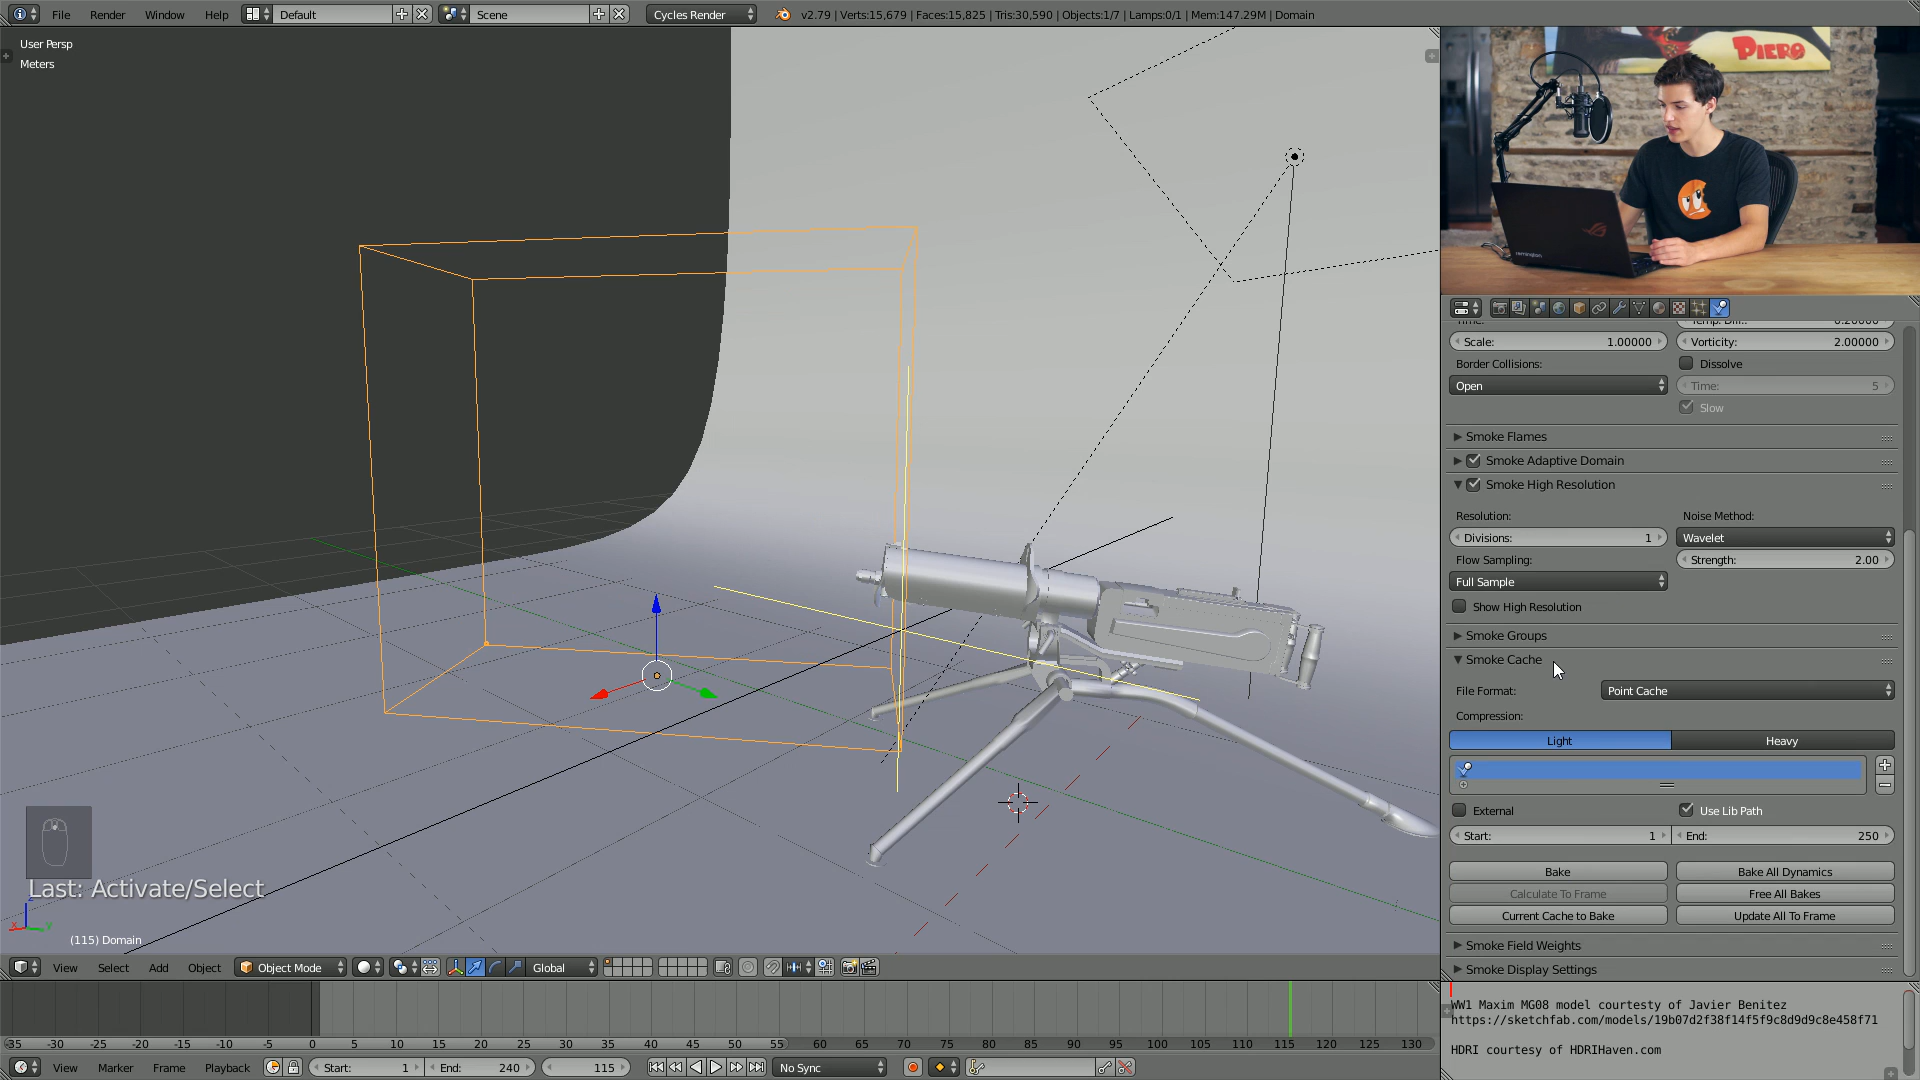 File Render Window Help Default Scene Cycles Render v2.79 | Verts:15,679 | Faces:15,825 | Tris:30,590 | Objects:1/7 | Lamps:0/1 | Mem:147.29M | Domain
User Persp
Meters
PIERO
remington
Scale: 1.00000 Vorticity: 2.00000
Border Collisions: Dissolve
Open Time: 5
Slow
Smoke Flames
Smoke Adaptive Domain
Smoke High Resolution
Resolution: Noise Method:
Divisions: 1 Wavelet
Flow Sampling: Strength: 2.00
Full Sample
Show High Resolution
Smoke Groups
Smoke Cache
File Format: Point Cache
Compression:
Light Heavy
External Use Lib Path
Start: 1 End: 250
Bake Bake All Dynamics
Calculate To Frame Free All Bakes
Current Cache to Bake Update All To Frame
Smoke Field Weights
Smoke Display Settings
Last: Activate/Select
(115) Domain
View Select Add Object Object Mode Global
WW1 Maxim MG08 model courtesty of Javier Benitez
https://sketchfab.com/models/19b07d2f38f14f5f9c8d9d9c8e458f71
HDRI courtesy of HDRIHaven.com
-35 -30 -25 -20 -15 -10 -5 0 5 10 15 20 25 30 35 40 45 50 55 60 65 70 75 80 85 90 95 100 105 110 115 120 125 130
View Marker Frame Playback Start: 1 End: 240 115 No Sync